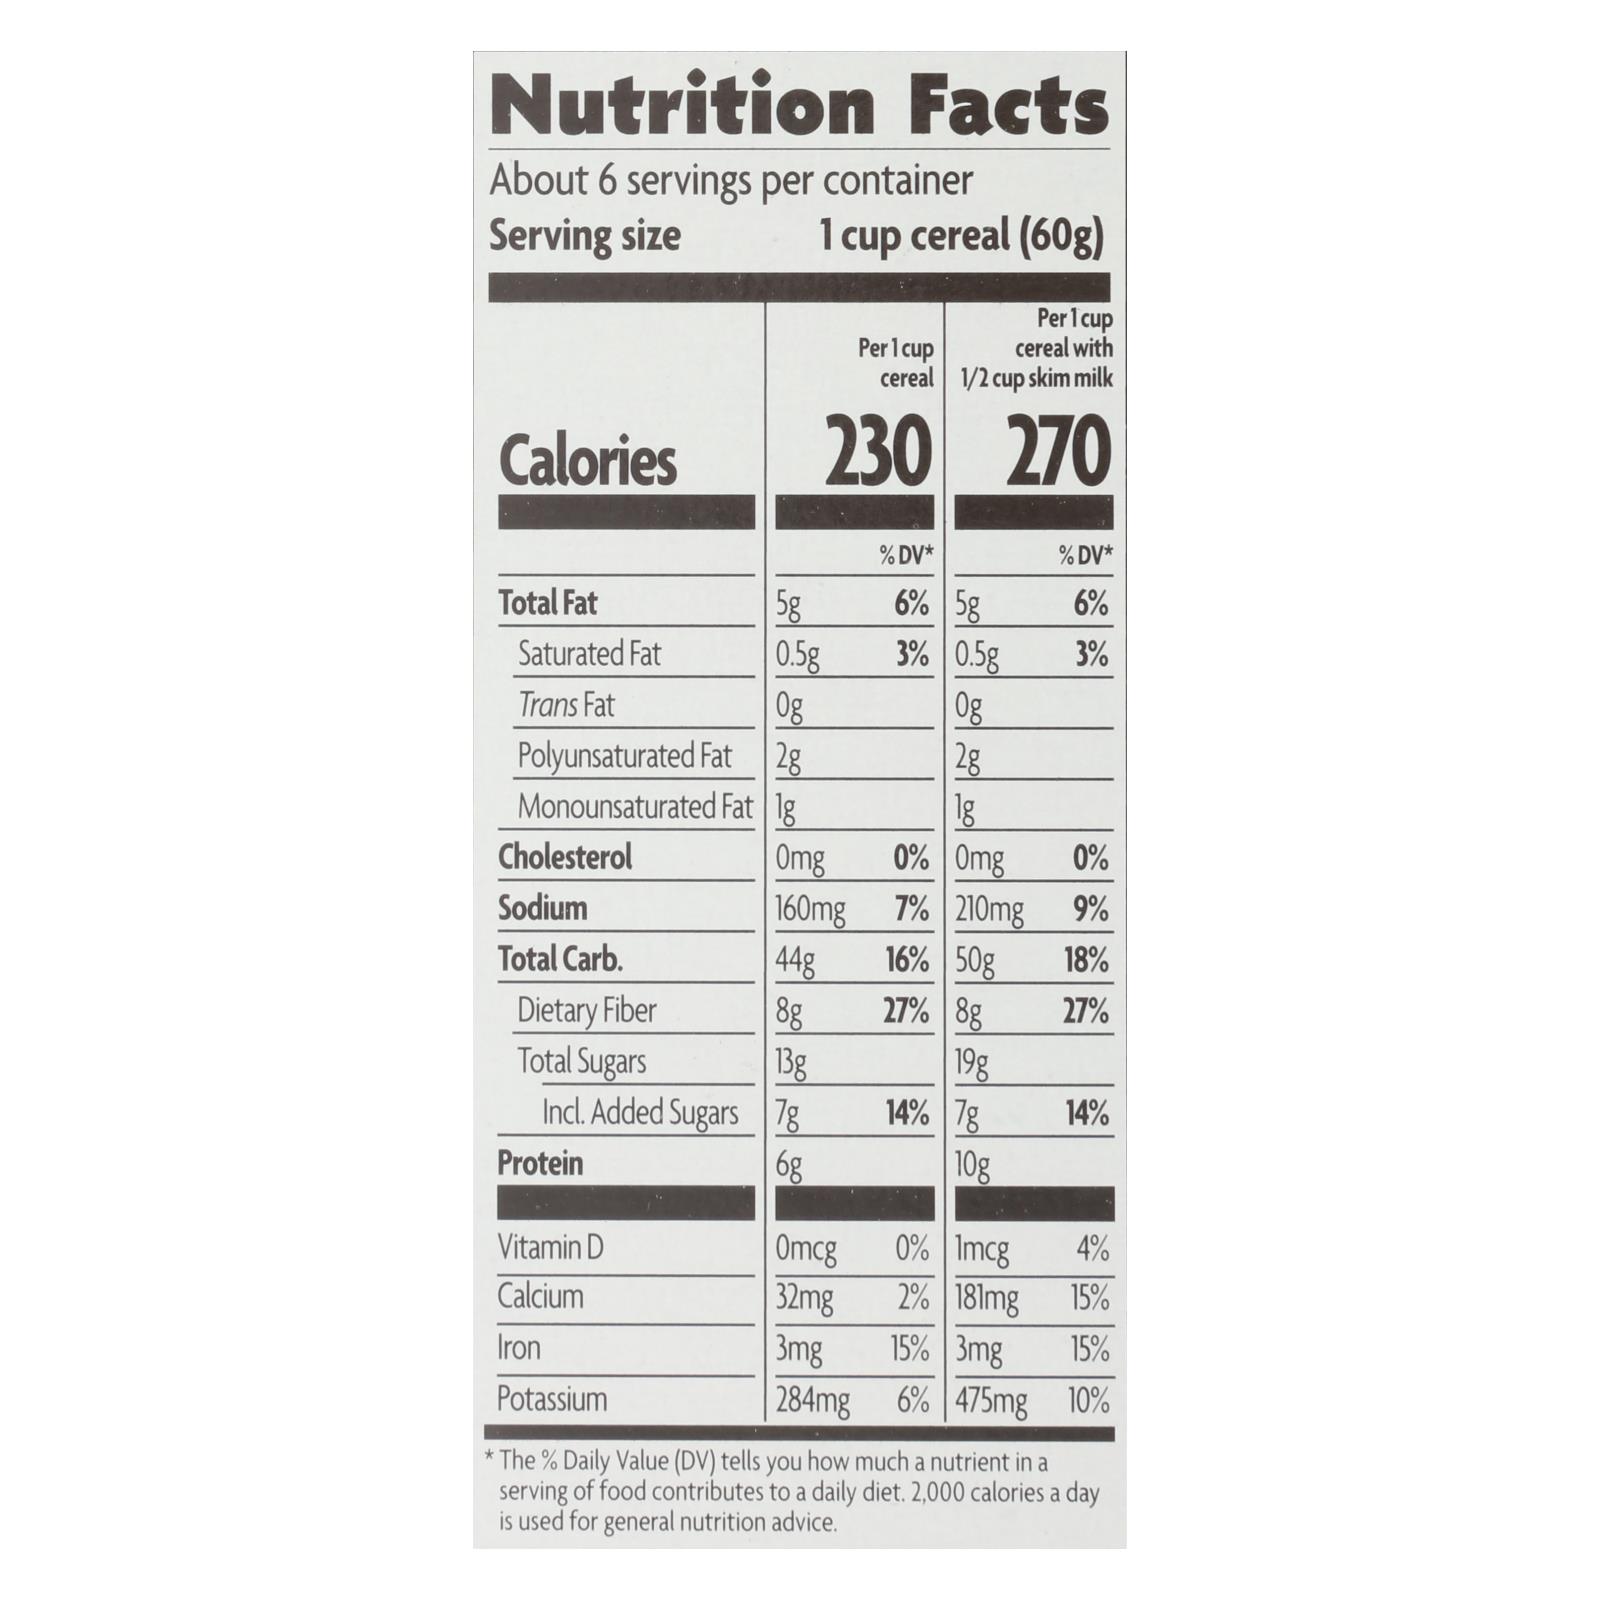 Nutrition Facts
About 6 servings per container
Serving size 1 cup cereal (60g)
Per 1 cup
cereal
Per 1 cup
cereal with
1/2 cup skim milk
Calories 230 270
% DV* % DV*
Total Fat 5g 6% 5g 6%
Saturated Fat 0.5g 3% 0.5g 3%
Trans Fat 0g 0g
Polyunsaturated Fat 2g 2g
Monounsaturated Fat 1g 1g
Cholesterol 0mg 0% 0mg 0%
Sodium 160mg 7% 210mg 9%
Total Carb. 44g 16% 50g 18%
Dietary Fiber 8g 27% 8g 27%
Total Sugars 13g 19g
Incl. Added Sugars 7g 14% 7g 14%
Protein 6g 10g
Vitamin D 0mcg 0% 1mcg 4%
Calcium 32mg 2% 181mg 15%
Iron 3mg 15% 3mg 15%
Potassium 284mg 6% 475mg 10%
* The % Daily Value (DV) tells you how much a nutrient in a
serving of food contributes to a daily diet. 2,000 calories a day
is used for general nutrition advice.